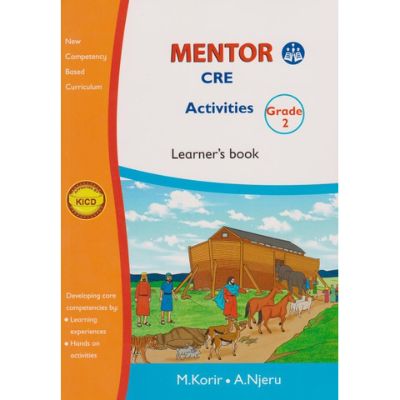 New
Competency
Based
Curriculum
MENTOR
CRE
Activities
Grade
2
Learner's book
KICD
Developing core
competencies by:
• Learning
experiences
• Hands on
activities
M.Korir • A.Njeru